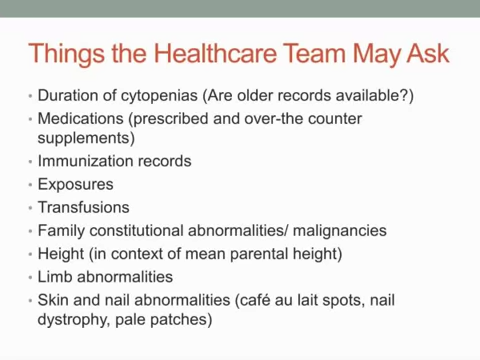 Things the Healthcare Team May Ask
• Duration of cytopenias (Are older records available?)
• Medications (prescribed and over-the counter
supplements)
• Immunization records
• Exposures
• Transfusions
• Family constitutional abnormalities/ malignancies
• Height (in context of mean parental height)
• Limb abnormalities
• Skin and nail abnormalities (café au lait spots, nail
dystrophy, pale patches)